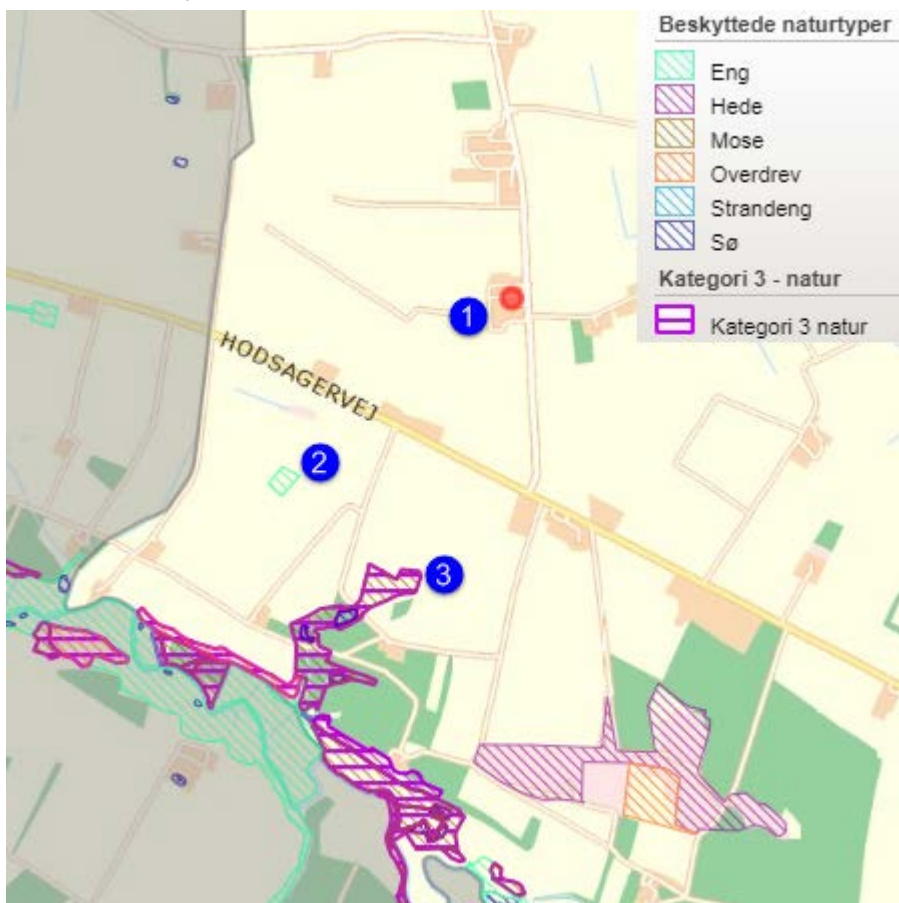 Beskyttede naturtyper
Eng
Hede
Mose
Overdrev
Strandeng
Sø
Kategori 3 - natur
Kategori 3 natur
1
HODSAGERVEJ
2
3